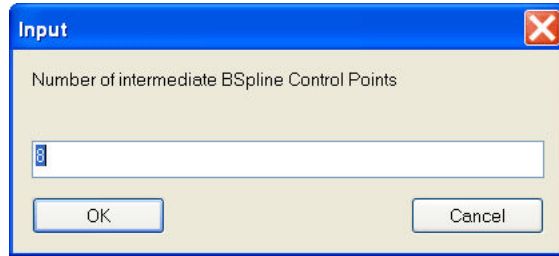 Input
Number of intermediate BSpline Control Points
8
OK
Cancel